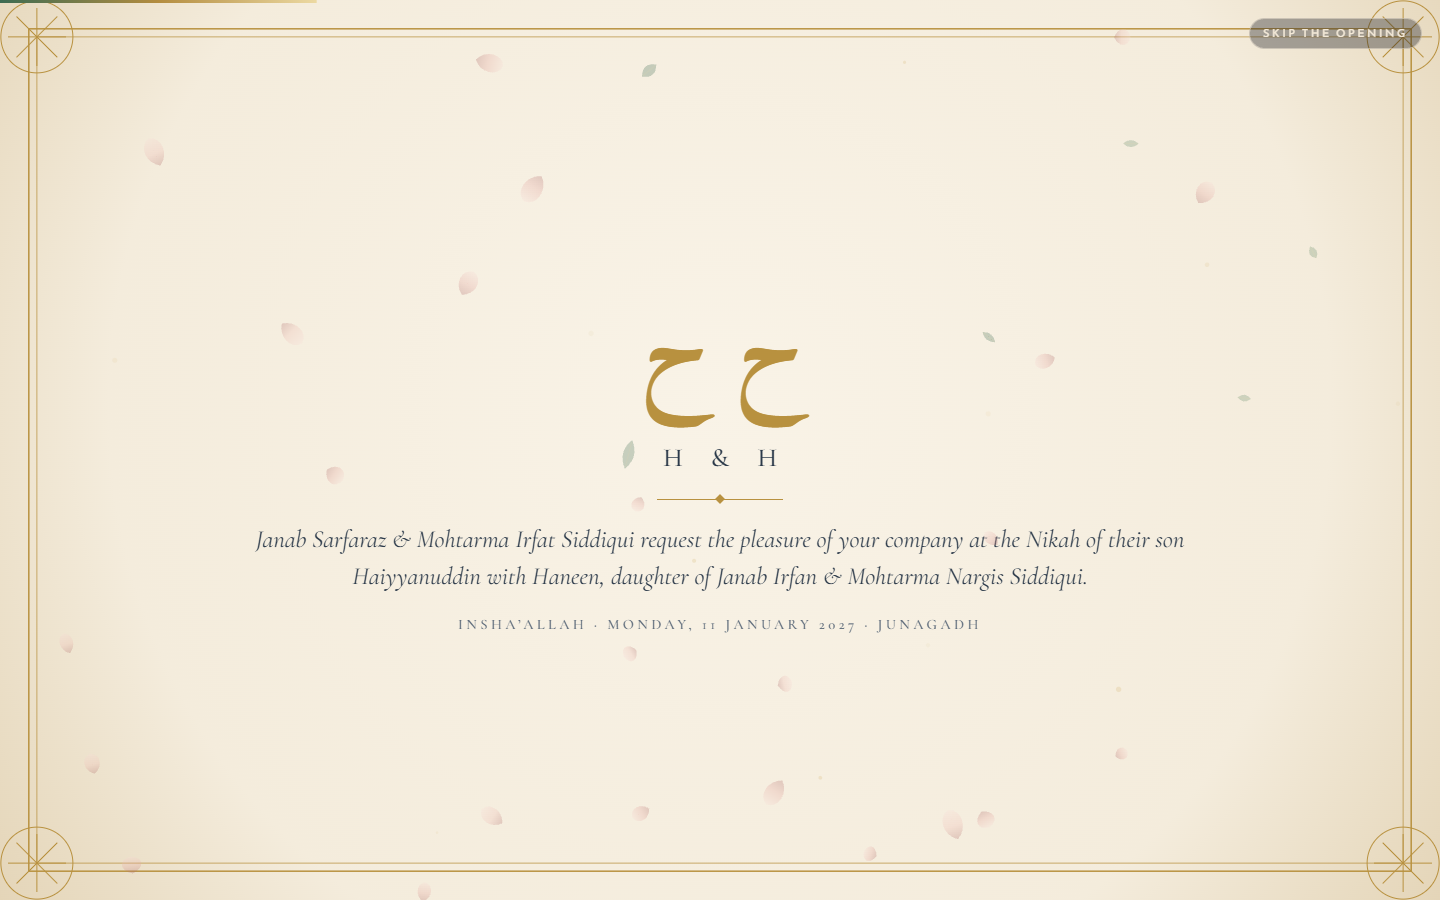 SKIP THE OPENING
ح ح
H & H
Janab Sarfaraz & Mohtarma Irfat Siddiqui request the pleasure of your company at the Nikah of their son
Haiyyanuddin with Haneen, daughter of Janab Irfan & Mohtarma Nargis Siddiqui.
INSHA’ALLAH · MONDAY, 11 JANUARY 2027 · JUNAGADH